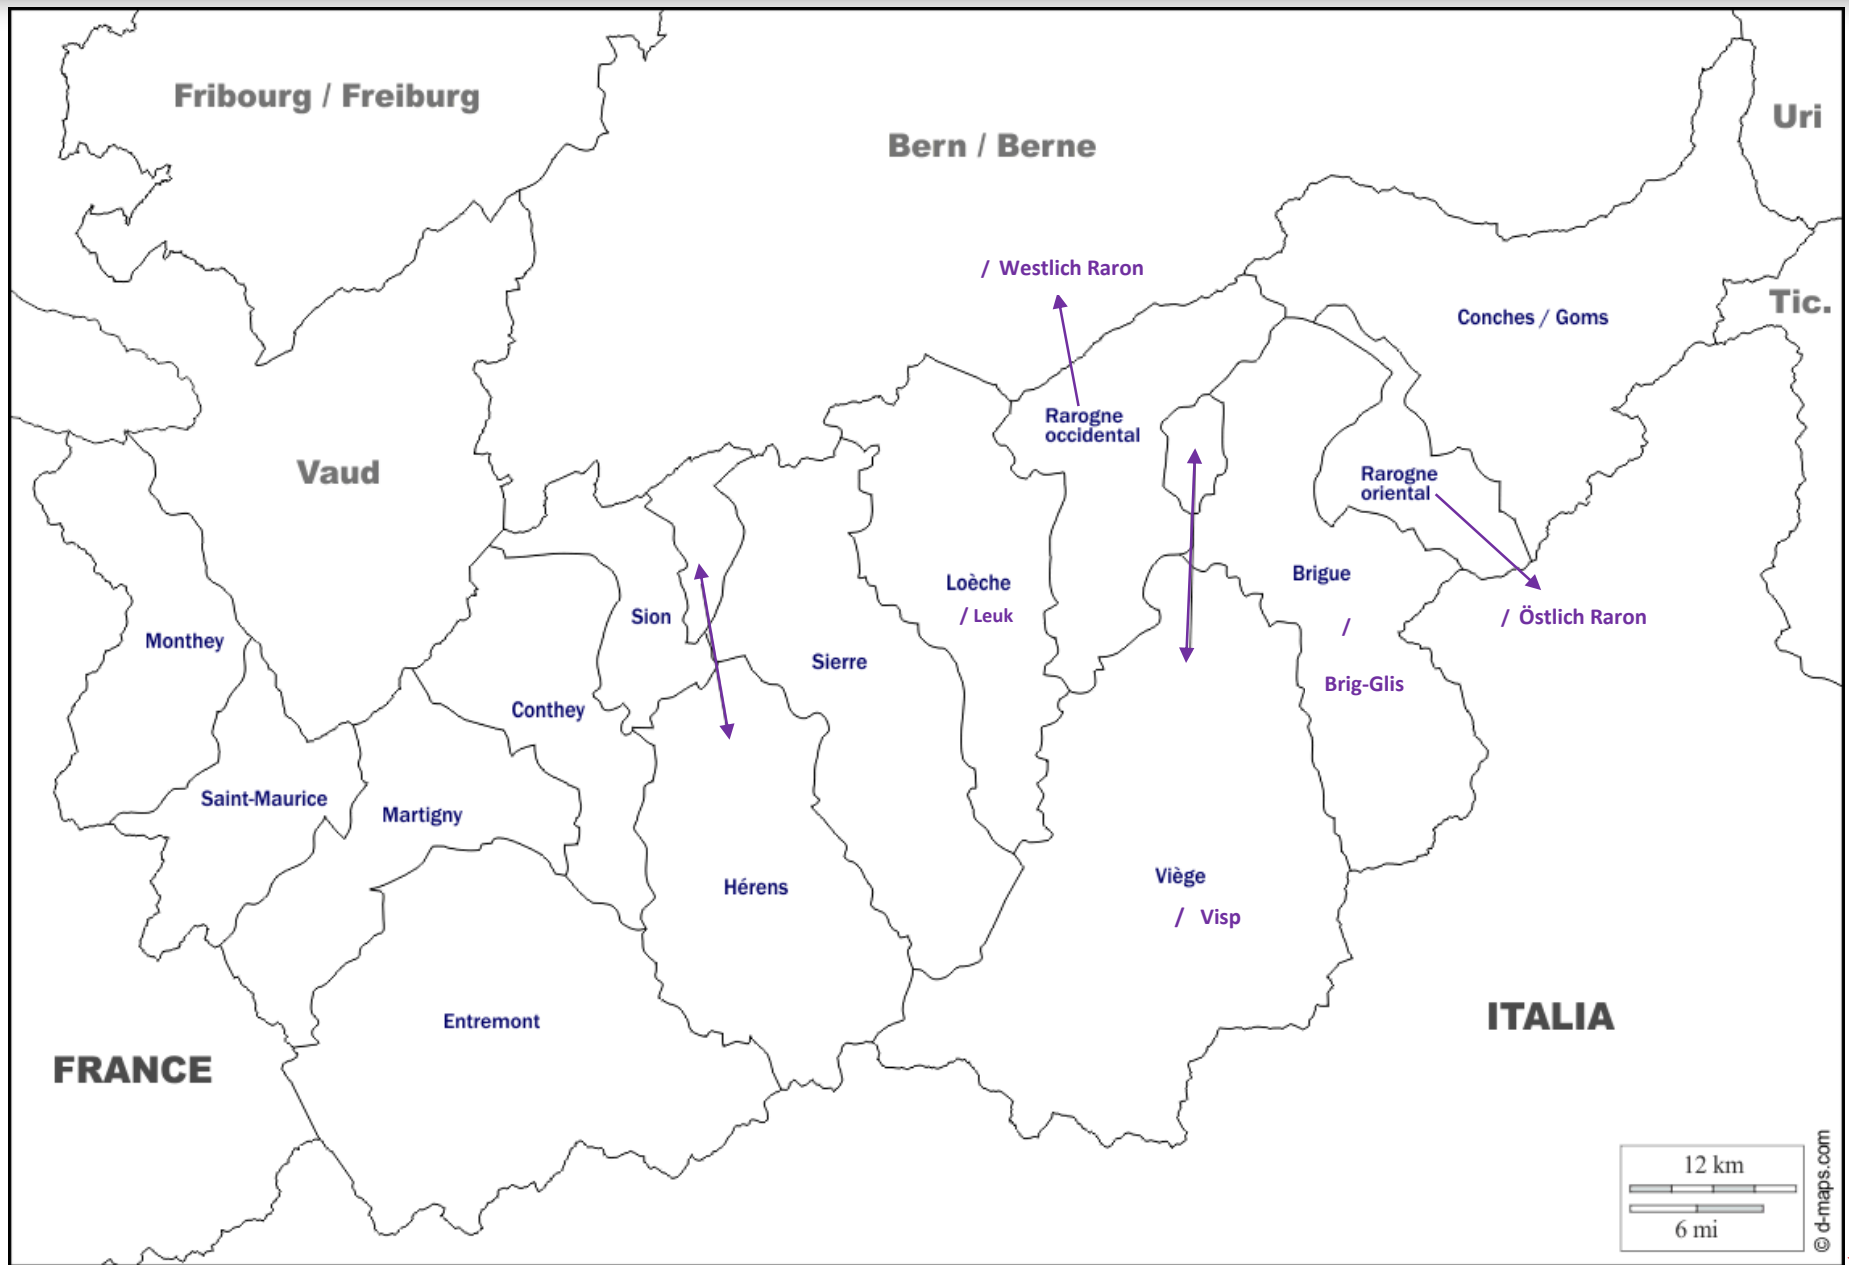 Fribourg / Freiburg
Uri
Bern / Berne
/ Westlich Raron
Tic.
Conches / Goms
Rarogne
occidental
Vaud
Rarogne
oriental
Brigue
Loèche
/ Leuk
Sion
/ Östlich Raron
/
Monthey
Sierre
Brig-Glis
Conthey
Saint-Maurice
Martigny
Viège
Hérens
/ Visp
ITALIA
Entremont
FRANCE
12 km
6 mi
© d-maps.com